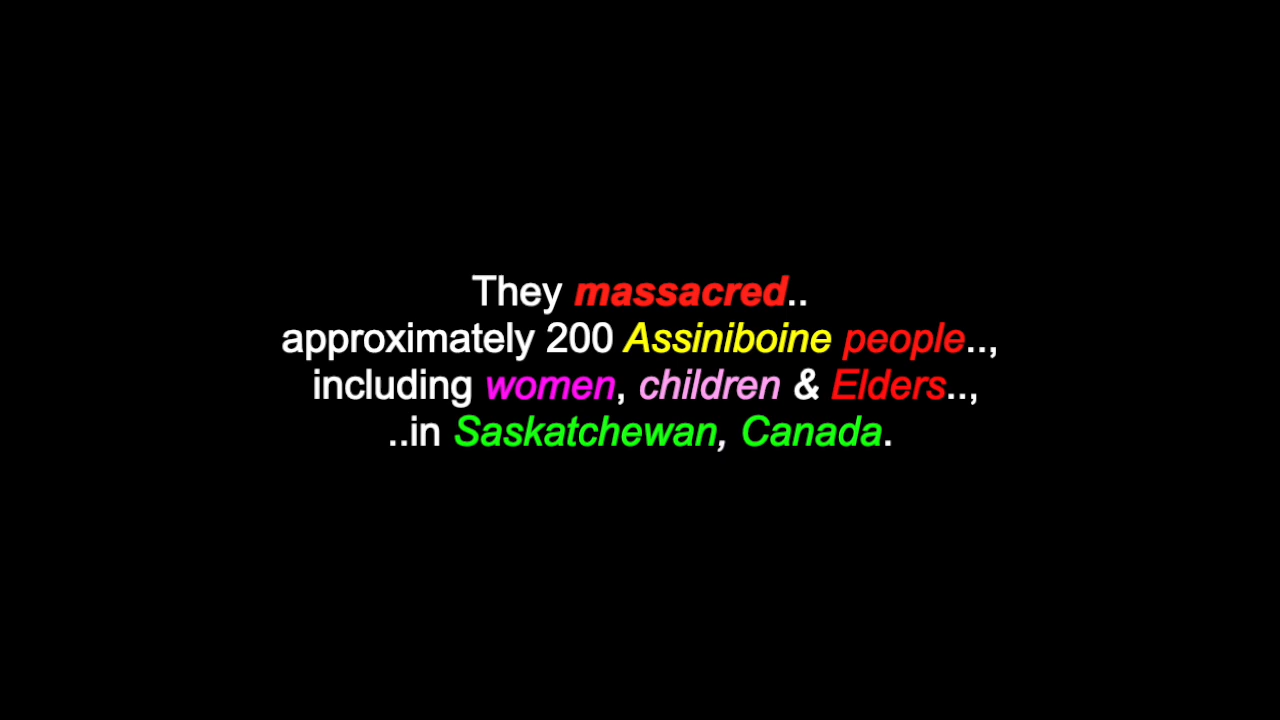 They massacred..
approximately 200 Assiniboine people..,
including women, children & Elders..,
..in Saskatchewan, Canada.